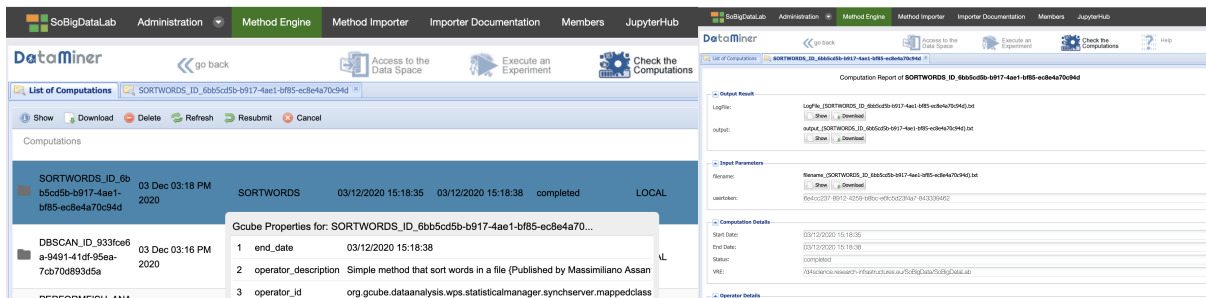 SoBigDataLab Administration Method Engine Method Importer Importer Documentation Members JupyterHub
DataMiner
go back
Access to the Data Space
Execute an Experiment
Check the Computations
List of Computations SORTWORDS_ID_6bb5cd5b-b917-4ae1-bf85-ec8e4a70c94d
Show Download Delete Refresh Resubmit Cancel
Computations
SORTWORDS_ID_6b
b5cd5b-b917-4ae1-
bf85-ec8e4a70c94d
03 Dec 03:18 PM
2020
SORTWORDS 03/12/2020 15:18:35 03/12/2020 15:18:38 completed LOCAL
Gcube Properties for: SORTWORDS_ID_6bb5cd5b-b917-4ae1-bf85-ec8e4a70...
DBSCAN_ID_933fce6
a-9491-41df-95ea-
7cb70d893d5a
03 Dec 03:16 PM
2020
1 end_date 03/12/2020 15:18:38
2 operator_description Simple method that sort words in a file {Published by Massimiliano Assan
3 operator_id org.gcube.dataanalysis.wps.statisticalmanager.synchserver.mappedclass
SoBigDataLab Administration Method Engine Method Importer Importer Documentation Members JupyterHub
DataMiner
go back
Access to the Data Space
Execute an Experiment
Check the Computations
Help
List of Computations SORTWORDS_ID_6bb5cd5b-b917-4ae1-bf85-ec8e4a70c94d
Computation Report of SORTWORDS_ID_6bb5cd5b-b917-4ae1-bf85-ec8e4a70c94d
Output Result
LogFile: LogFile_(SORTWORDS_ID_6bb5cd5b-b917-4ae1-bf85-ec8e4a70c94d).txt
Show Download
output: output_(SORTWORDS_ID_6bb5cd5b-b917-4ae1-bf85-ec8e4a70c94d).txt
Show Download
Input Parameters
filename: filename_(SORTWORDS_ID_6bb5cd5b-b917-4ae1-bf85-ec8e4a70c94d).txt
Show Download
usertoken: 6e4cc237-8912-4259-b8bc-e6fc5d23f4a7-843339462
Computation Details
Start Date: 03/12/2020 15:18:35
End Date: 03/12/2020 15:18:38
Status: completed
VRE: /d4science.research-infrastructures.eu/SoBigData/SoBigDataLab
Operator Details